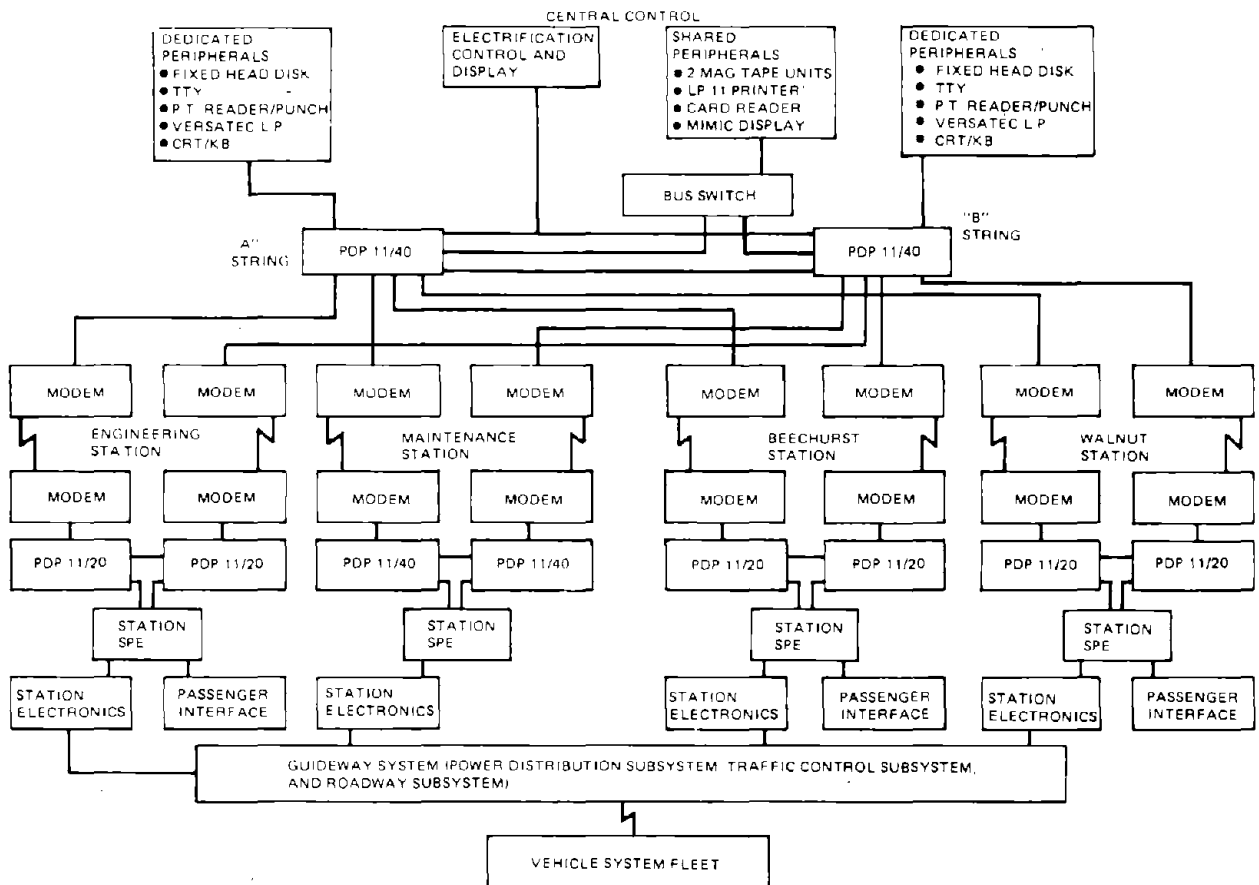 CENTRAL CONTROL
DEDICATED
PERIPHERALS
● FIXED HEAD DISK
● TTY
● P.T. READER/PUNCH
● VERSATEC L P
● CRT/KB
ELECTRIFICATION
CONTROL AND
DISPLAY
SHARED
PERIPHERALS
● 2 MAG TAPE UNITS
● LP 11 PRINTER
● CARD READER
● MIMIC DISPLAY
DEDICATED
PERIPHERALS
● FIXED HEAD DISK
● TTY
● P.T. READER/PUNCH
● VERSATEC L P
● CRT/KB
BUS SWITCH
A"
STRING
PDP 11/40
PDP 11/40
"B"
STRING
MODEM
MODEM
MODEM
MODEM
MODEM
MODEM
MODEM
MODEM
ENGINEERING
STATION
MAINTENANCE
STATION
BEECHURST
STATION
WALNUT
STATION
MODEM
MODEM
MODEM
MODEM
MODEM
MODEM
MODEM
MODEM
PDP 11/20
PDP 11/20
PDP 11/40
PDP 11/40
PDP 11/20
PDP 11/20
PDP 11/20
PDP 11/20
STATION
SPE
STATION
SPE
STATION
SPE
STATION
SPE
STATION
ELECTRONICS
PASSENGER
INTERFACE
STATION
ELECTRONICS
STATION
ELECTRONICS
PASSENGER
INTERFACE
STATION
ELECTRONICS
PASSENGER
INTERFACE
GUIDEWAY SYSTEM (POWER DISTRIBUTION SUBSYSTEM TRAFFIC CONTROL SUBSYSTEM,
AND ROADWAY SUBSYSTEM)
VEHICLE SYSTEM FLEET